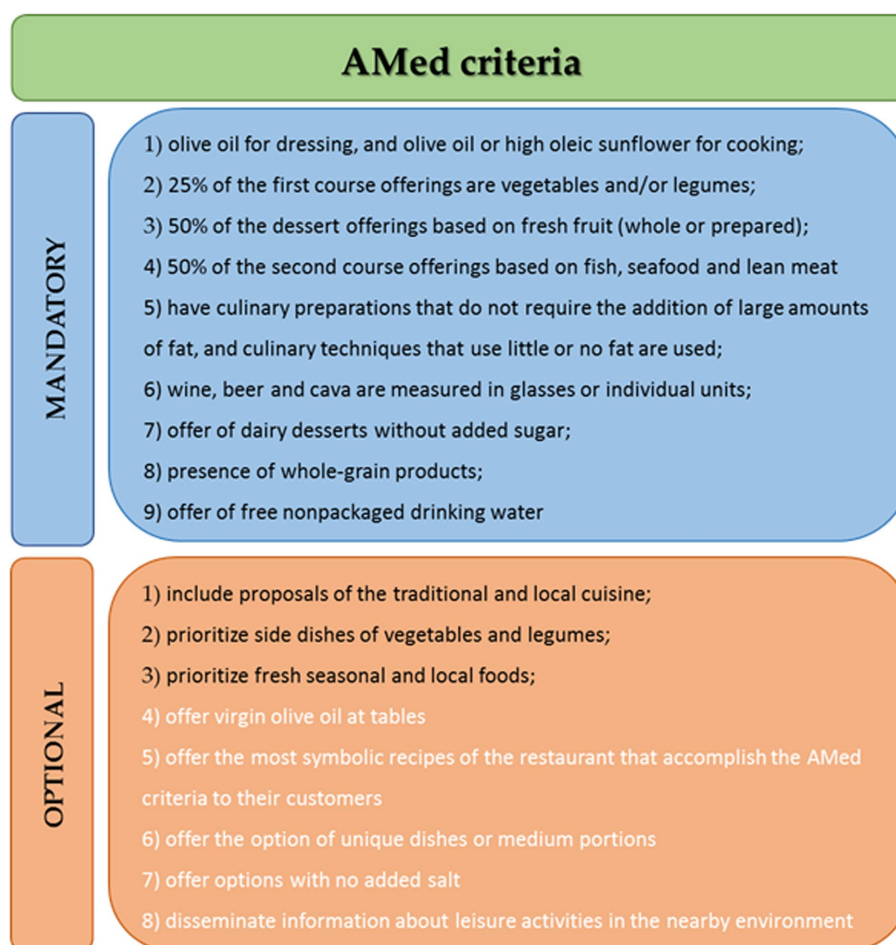 AMed criteria
MANDATORY
1) olive oil for dressing, and olive oil or high oleic sunflower for cooking;
2) 25% of the first course offerings are vegetables and/or legumes;
3) 50% of the dessert offerings based on fresh fruit (whole or prepared);
4) 50% of the second course offerings based on fish, seafood and lean meat
5) have culinary preparations that do not require the addition of large amounts
of fat, and culinary techniques that use little or no fat are used;
6) wine, beer and cava are measured in glasses or individual units;
7) offer of dairy desserts without added sugar;
8) presence of whole-grain products;
9) offer of free nonpackaged drinking water
OPTIONAL
1) include proposals of the traditional and local cuisine;
2) prioritize side dishes of vegetables and legumes;
3) prioritize fresh seasonal and local foods;
4) offer virgin olive oil at tables
5) offer the most symbolic recipes of the restaurant that accomplish the AMed
criteria to their customers
6) offer the option of unique dishes or medium portions
7) offer options with no added salt
8) disseminate information about leisure activities in the nearby environment